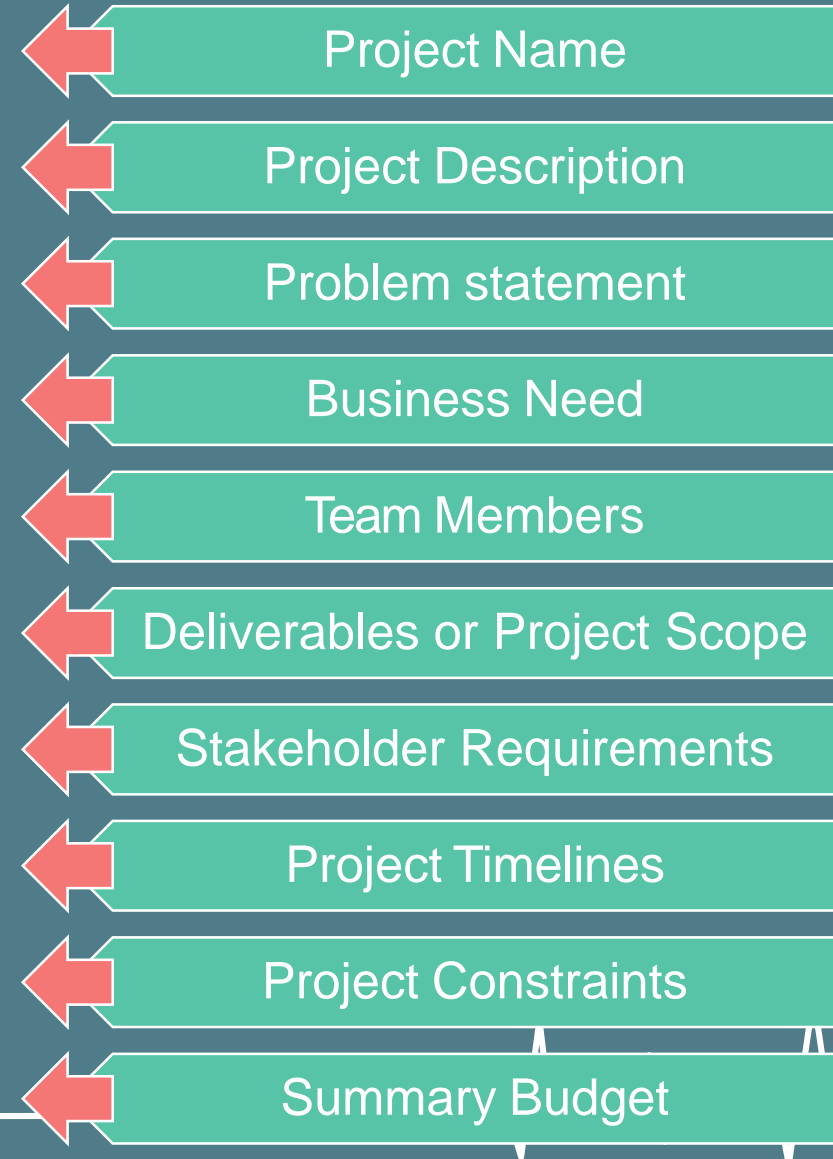 Project Name
Project Description
Problem statement
Business Need
Team Members
Deliverables or Project Scope
Stakeholder Requirements
Project Timelines
Project Constraints
Summary Budget